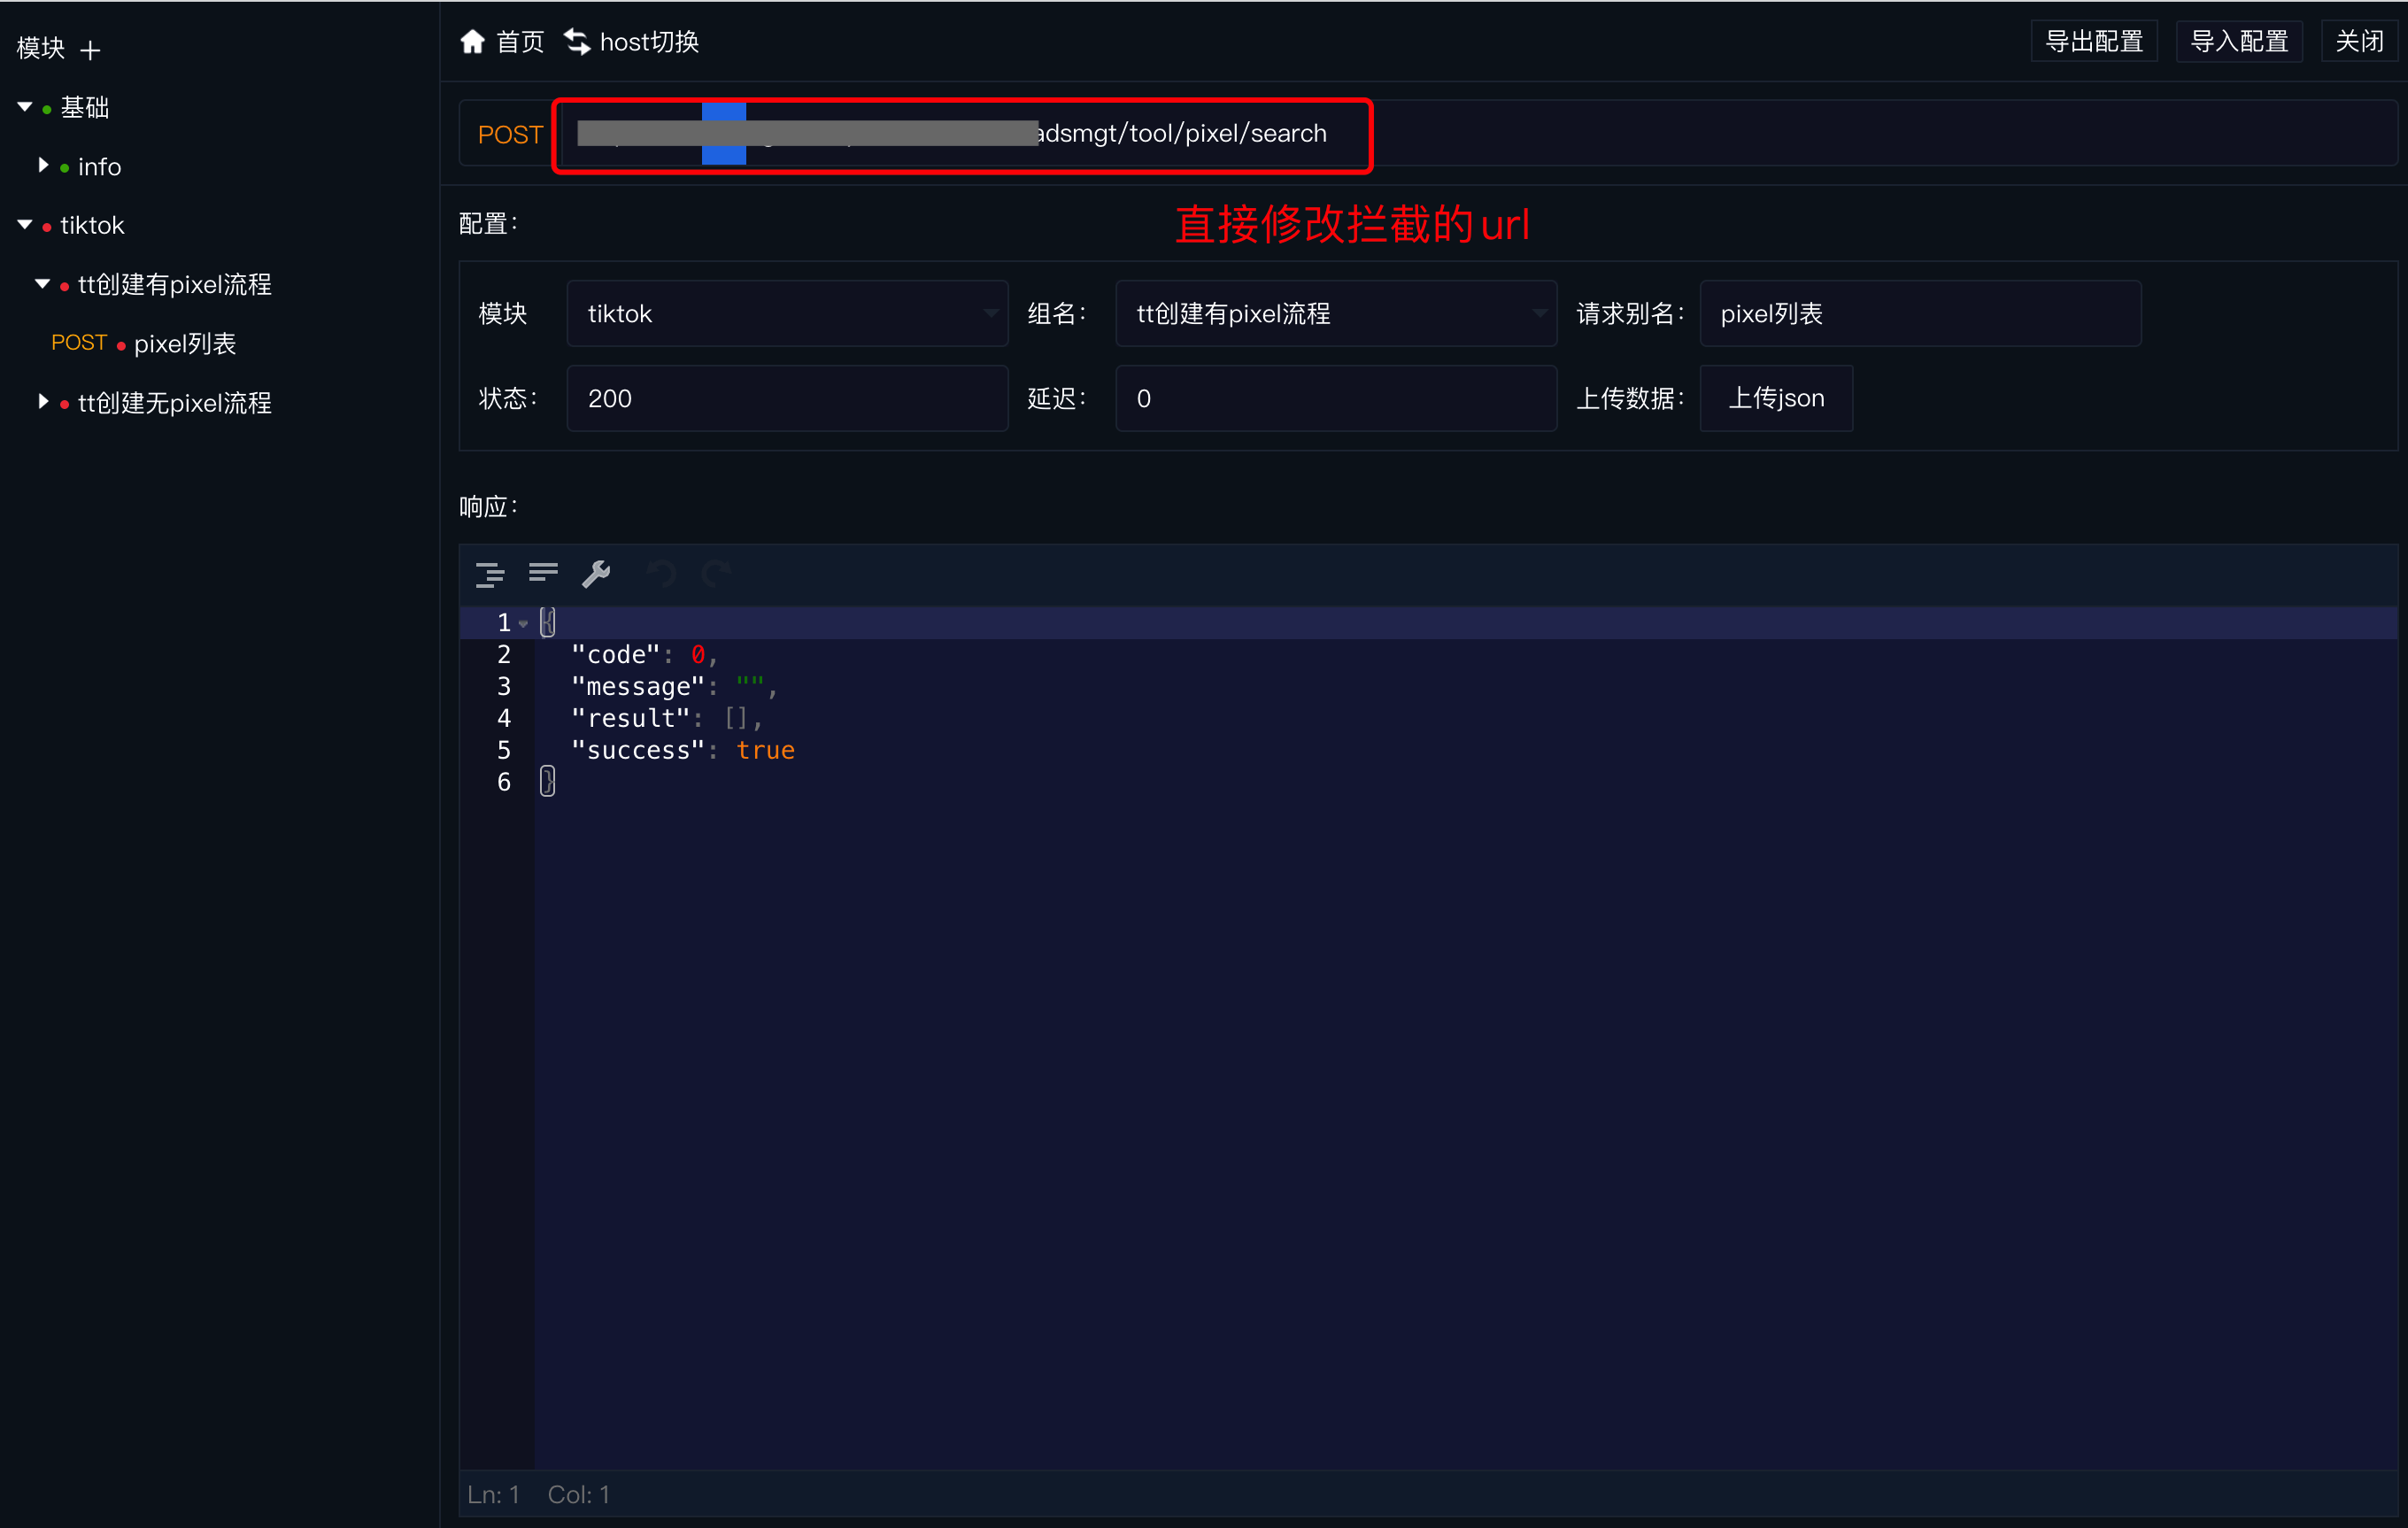 模块 +
基础
info
tiktok
tt创建有pixel流程
POST pixel列表
tt创建无pixel流程
首页 host切换 导出配置 导入配置 关闭
POST adsmgt/tool/pixel/search
配置：
直接修改拦截的url
模块 tiktok 组名： tt创建有pixel流程 请求别名： pixel列表
状态： 200 延迟： 0 上传数据： 上传json
响应：
1 {
2 "code": 0,
3 "message": "",
4 "result": [],
5 "success": true
6 }
Ln: 1 Col: 1